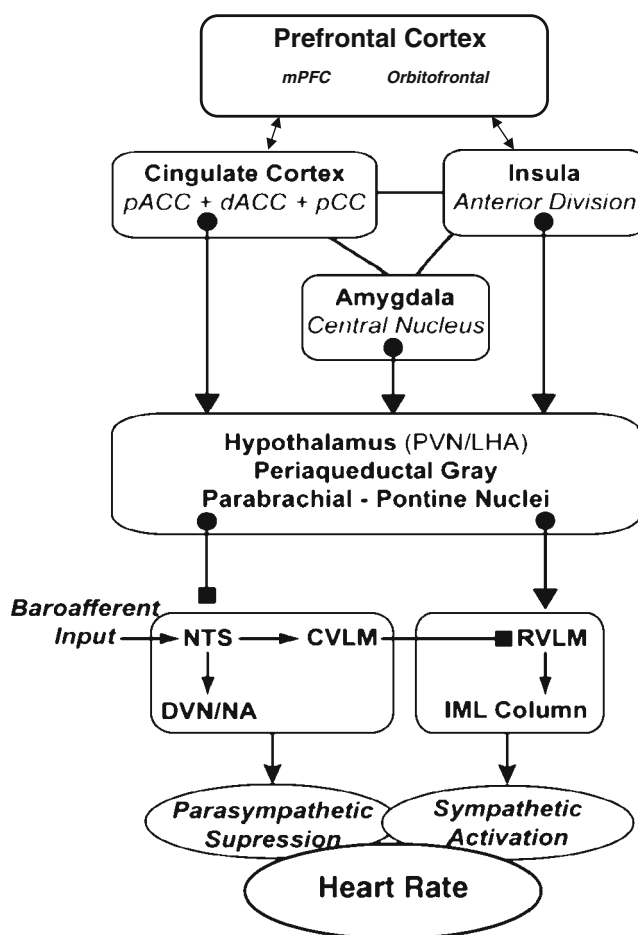 Prefrontal Cortex
mPFC Orbitofrontal
Cingulate Cortex
pACC + dACC + pCC
Insula
Anterior Division
Amygdala
Central Nucleus
Hypothalamus (PVN/LHA)
Periaqueductal Gray
Parabrachial - Pontine Nuclei
Baroafferent
Input
NTS CVLM RVLM
DVN/NA IML Column
Parasympathetic
Supression
Sympathetic
Activation
Heart Rate